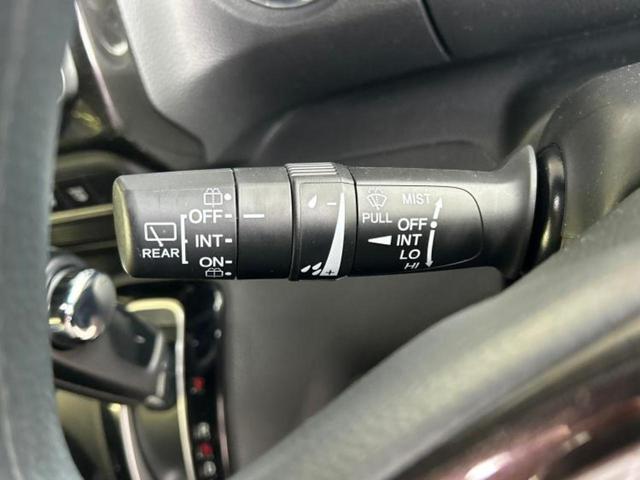 OFF
REAR
INT
ON
-
+
PULL
MIST
OFF
INT
LO
HI